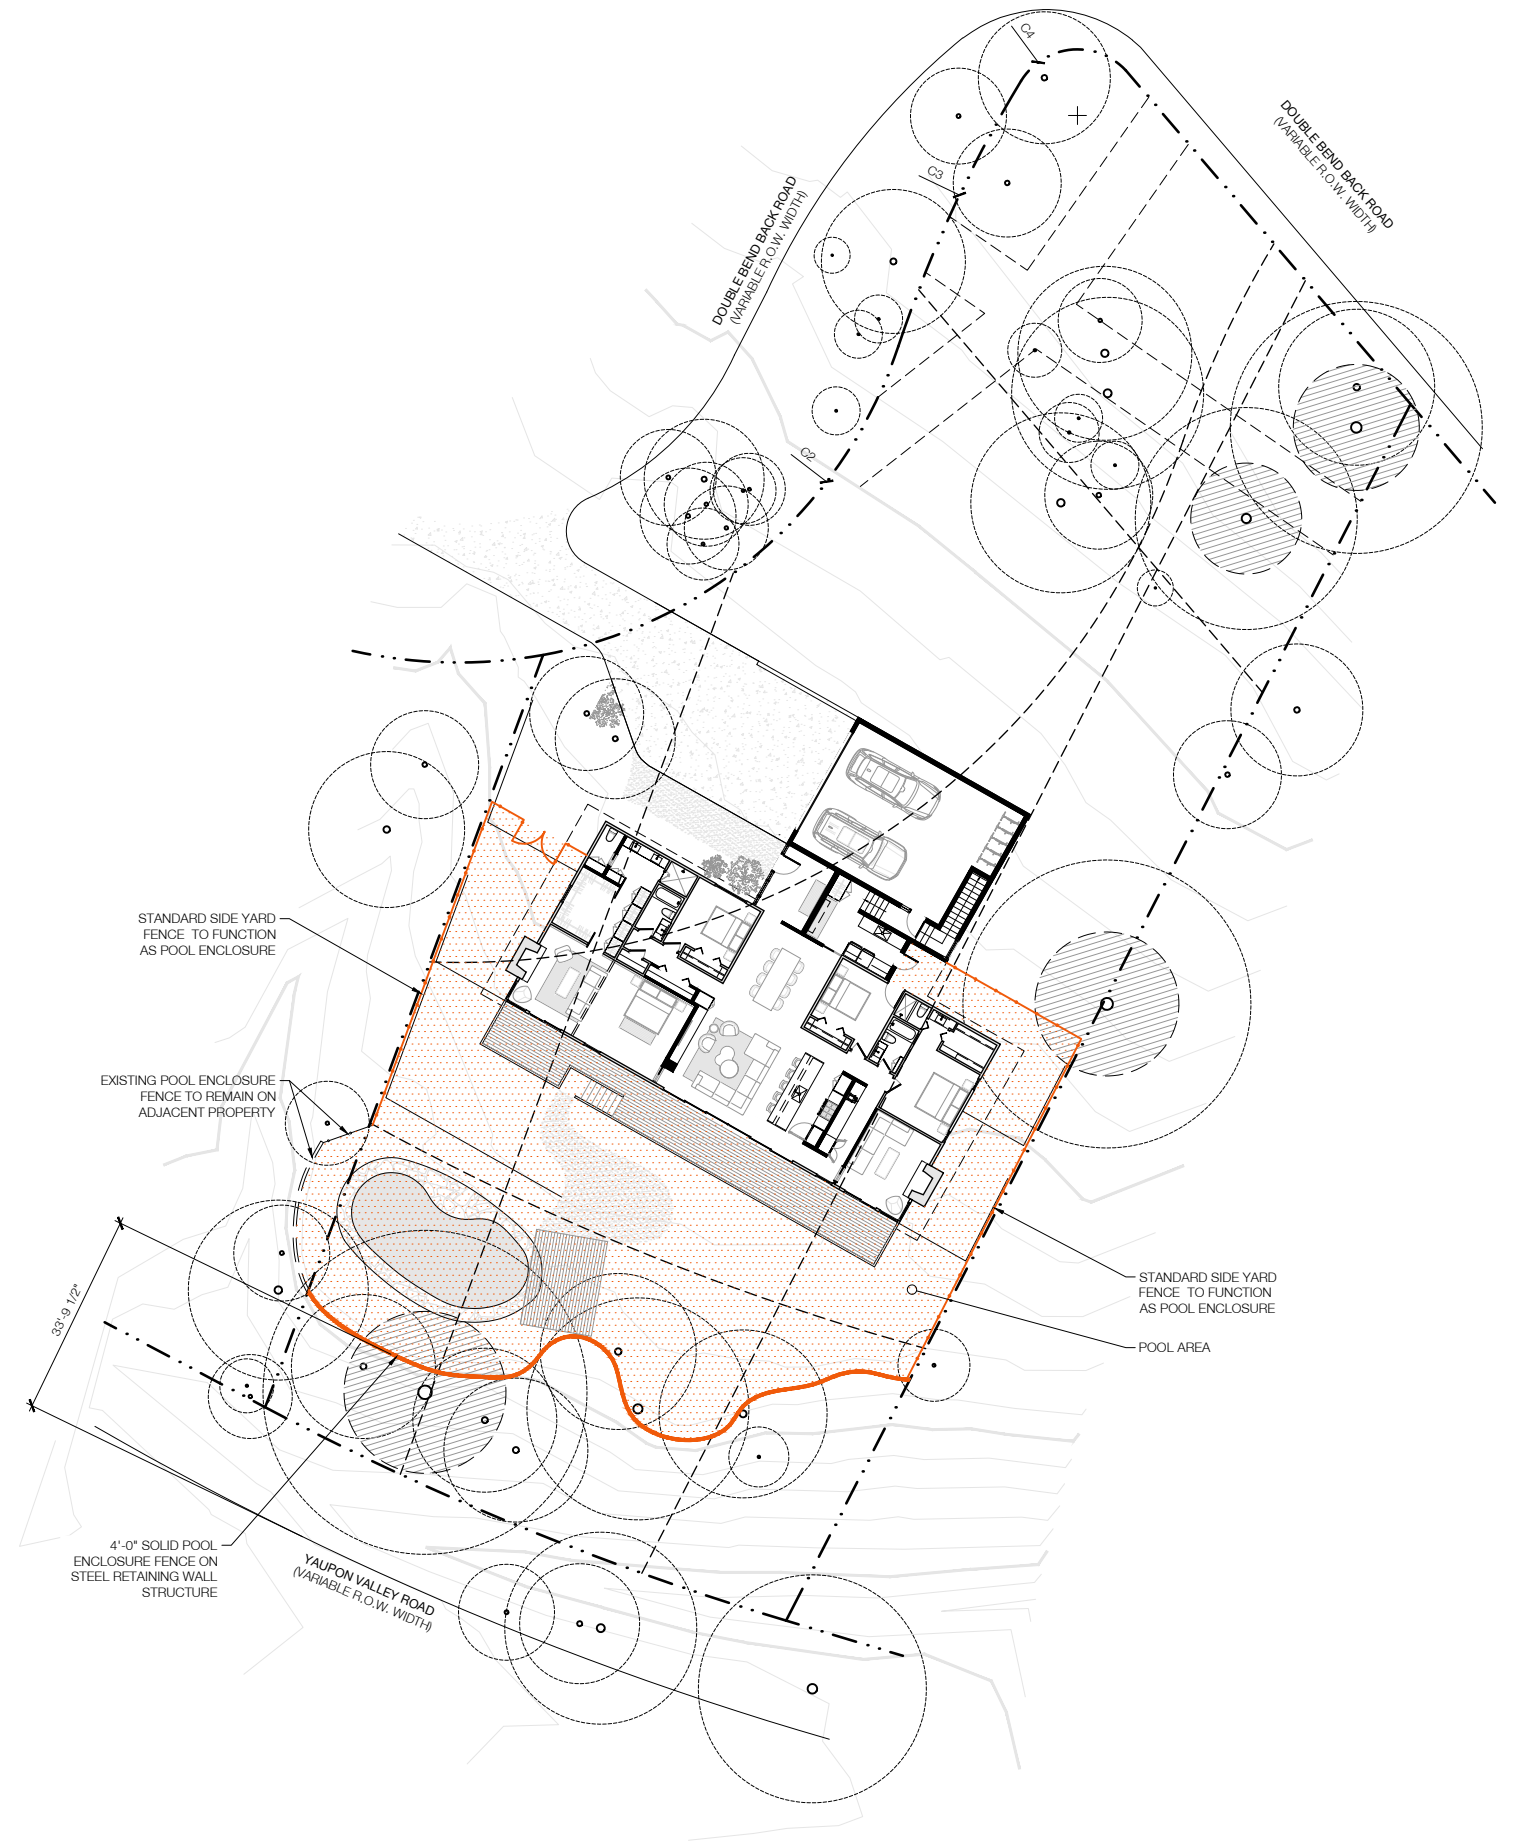 C4
DOUBLE BEND BACK ROAD
(VARIABLE R.O.W. WIDTH)
C3
DOUBLE BEND BACK ROAD
(VARIABLE R.O.W. WIDTH)
C2
STANDARD SIDE YARD
FENCE TO FUNCTION
AS POOL ENCLOSURE
EXISTING POOL ENCLOSURE
FENCE TO REMAIN ON
ADJACENT PROPERTY
33'-9 1/2"
STANDARD SIDE YARD
FENCE TO FUNCTION
AS POOL ENCLOSURE
POOL AREA
4'-0" SOLID POOL
ENCLOSURE FENCE ON
STEEL RETAINING WALL
STRUCTURE
YAUPON VALLEY ROAD
(VARIABLE R.O.W. WIDTH)